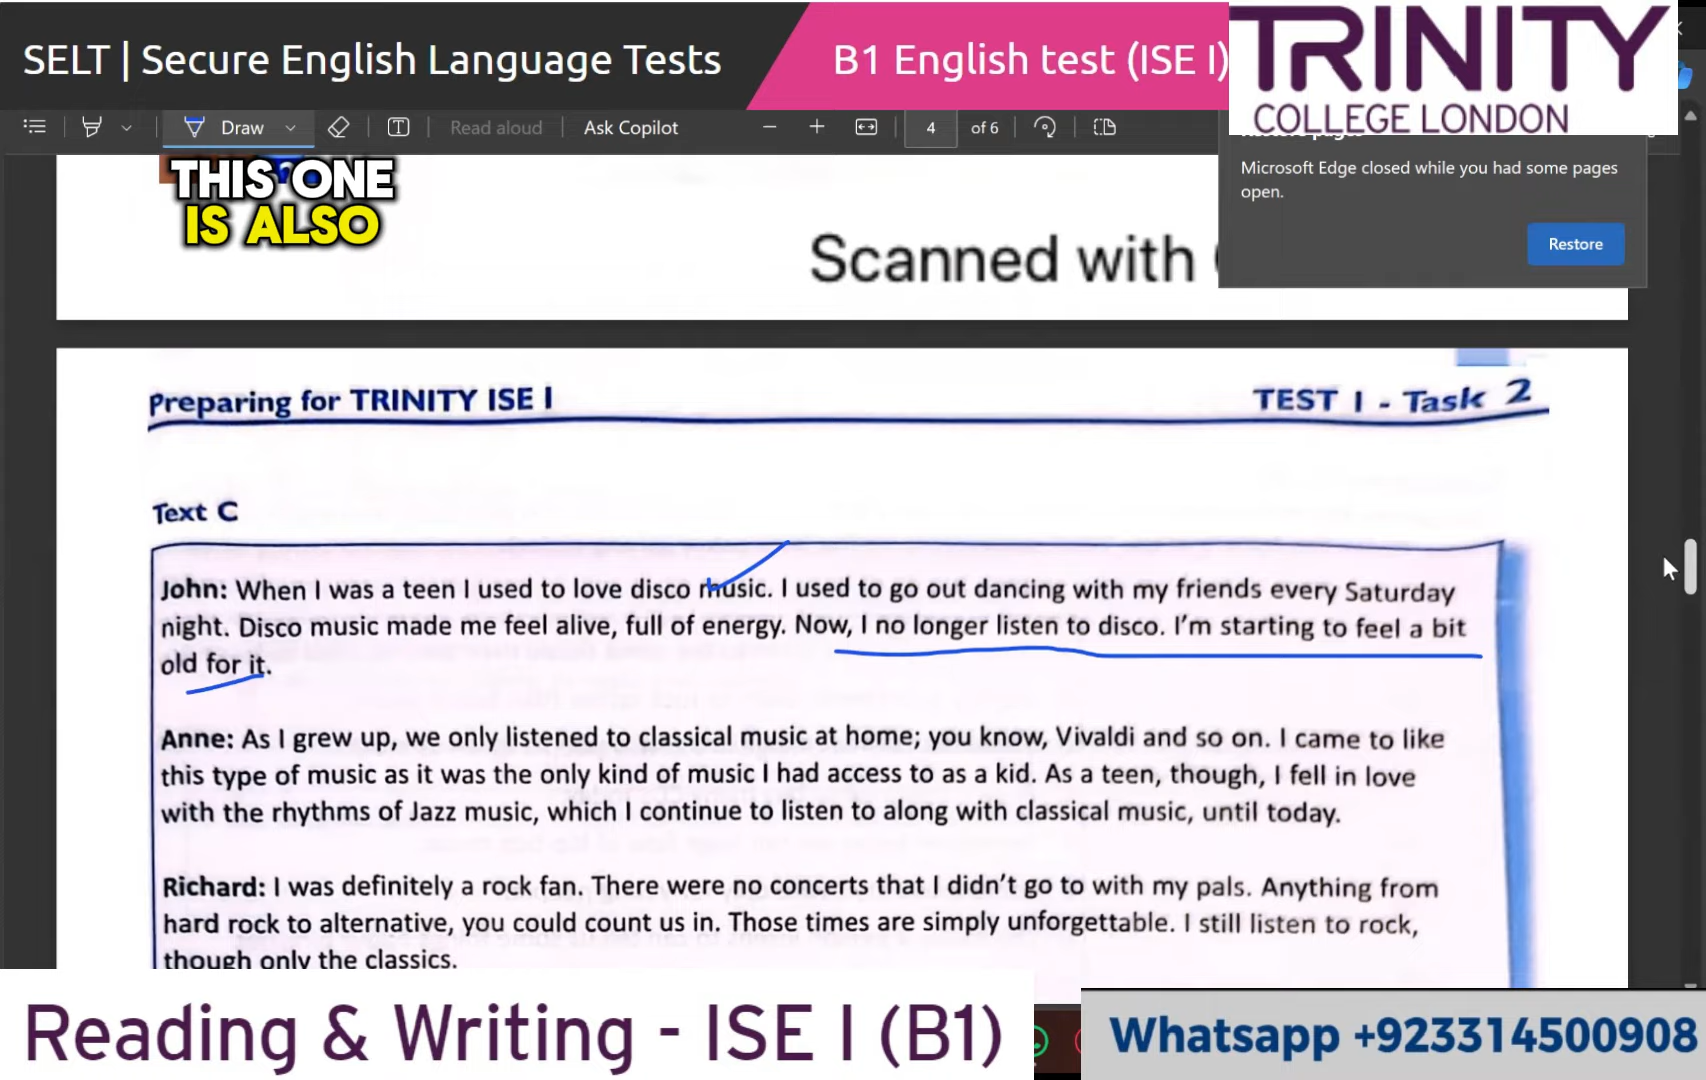 SELT | Secure English Language Tests
B1 English test (ISE I)
TRINITY
COLLEGE LONDON
Draw
Read aloud
Ask Copilot
4
of 6
Microsoft Edge closed while you had some pages
open.
Restore
THIS ONE
IS ALSO
Scanned with
Preparing for TRINITY ISE I
TEST 1 - Task 2
Text C
John: When I was a teen I used to love disco music. I used to go out dancing with my friends every Saturday
night. Disco music made me feel alive, full of energy. Now, I no longer listen to disco. I'm starting to feel a bit
old for it.
Anne: As I grew up, we only listened to classical music at home; you know, Vivaldi and so on. I came to like
this type of music as it was the only kind of music I had access to as a kid. As a teen, though, I fell in love
with the rhythms of Jazz music, which I continue to listen to along with classical music, until today.
Richard: I was definitely a rock fan. There were no concerts that I didn't go to with my pals. Anything from
hard rock to alternative, you could count us in. Those times are simply unforgettable. I still listen to rock,
though only the classics.
Reading & Writing - ISE I (B1)
Whatsapp +923314500908